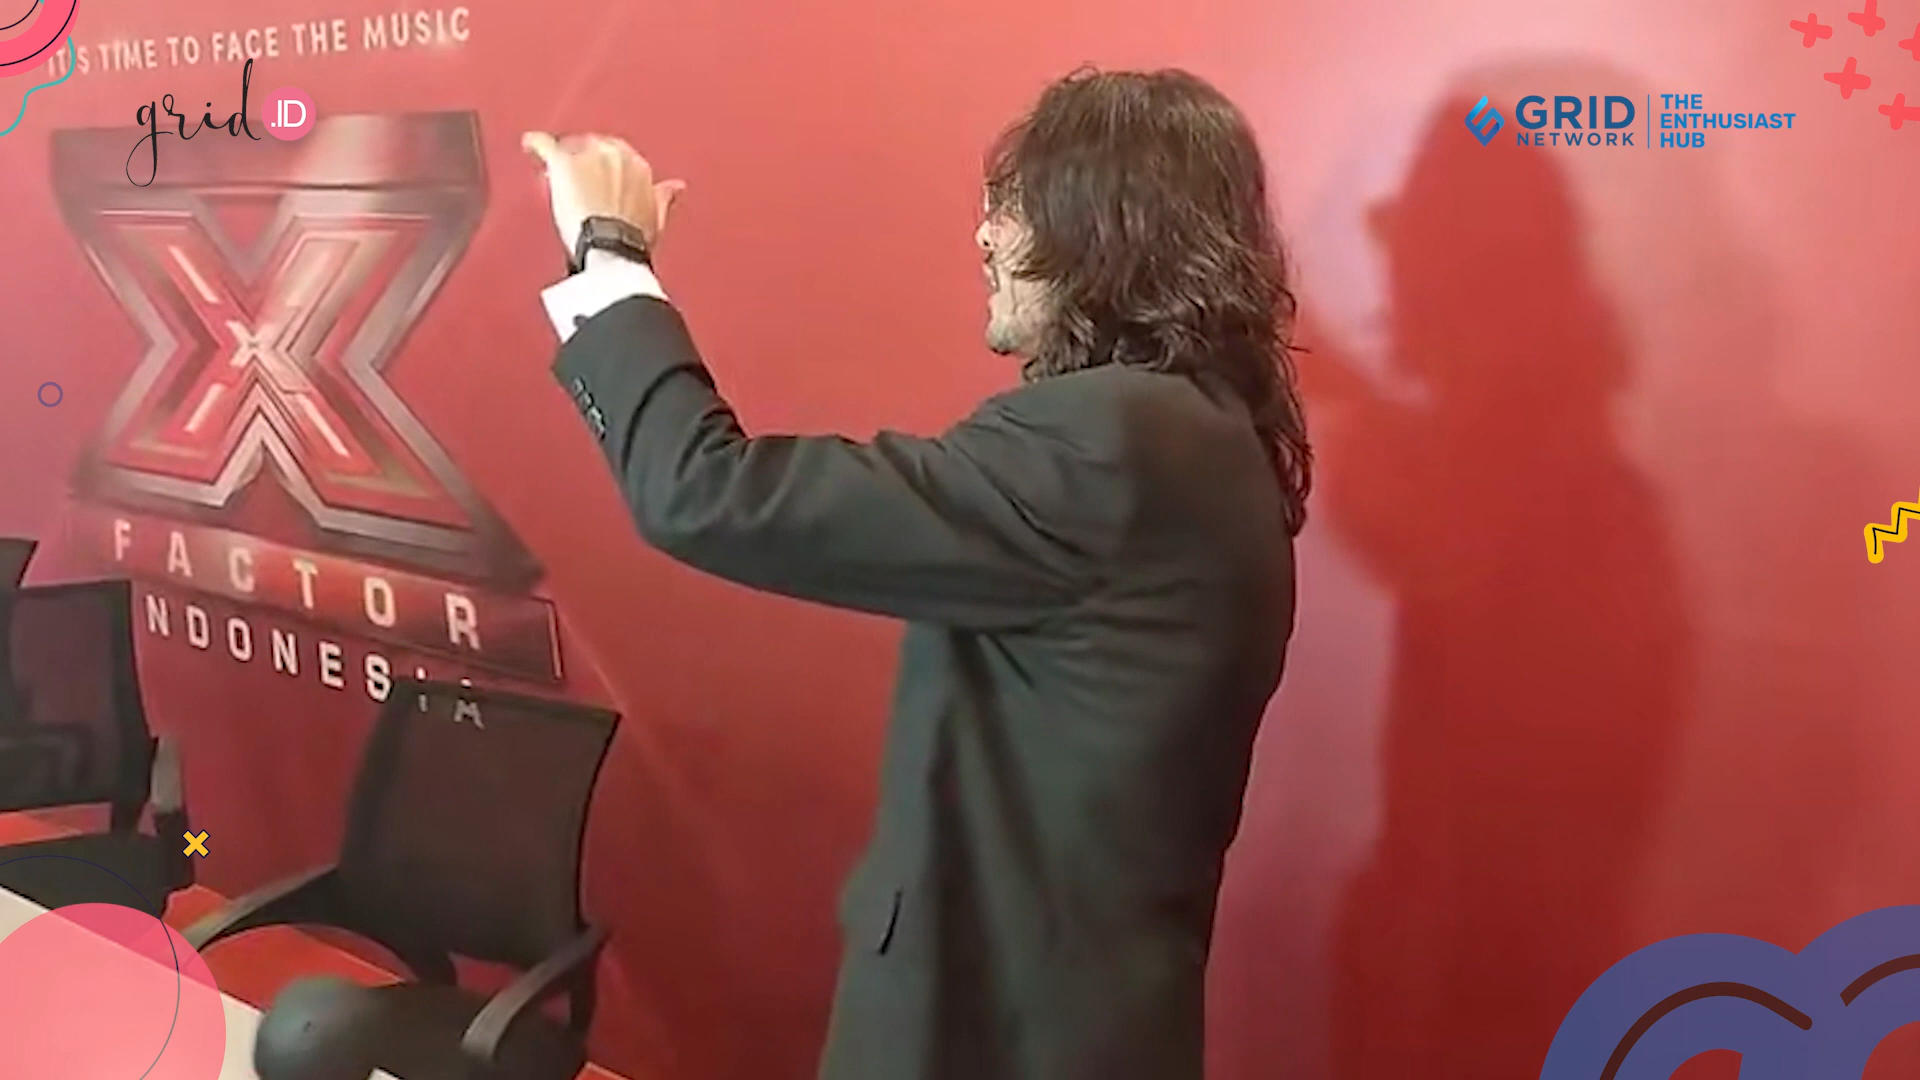 IT'S TIME TO FACE THE MUSIC
grid.ID
GRID
NETWORK
THE
ENTHUSIAST
HUB
X
FACTOR
NDONESIA